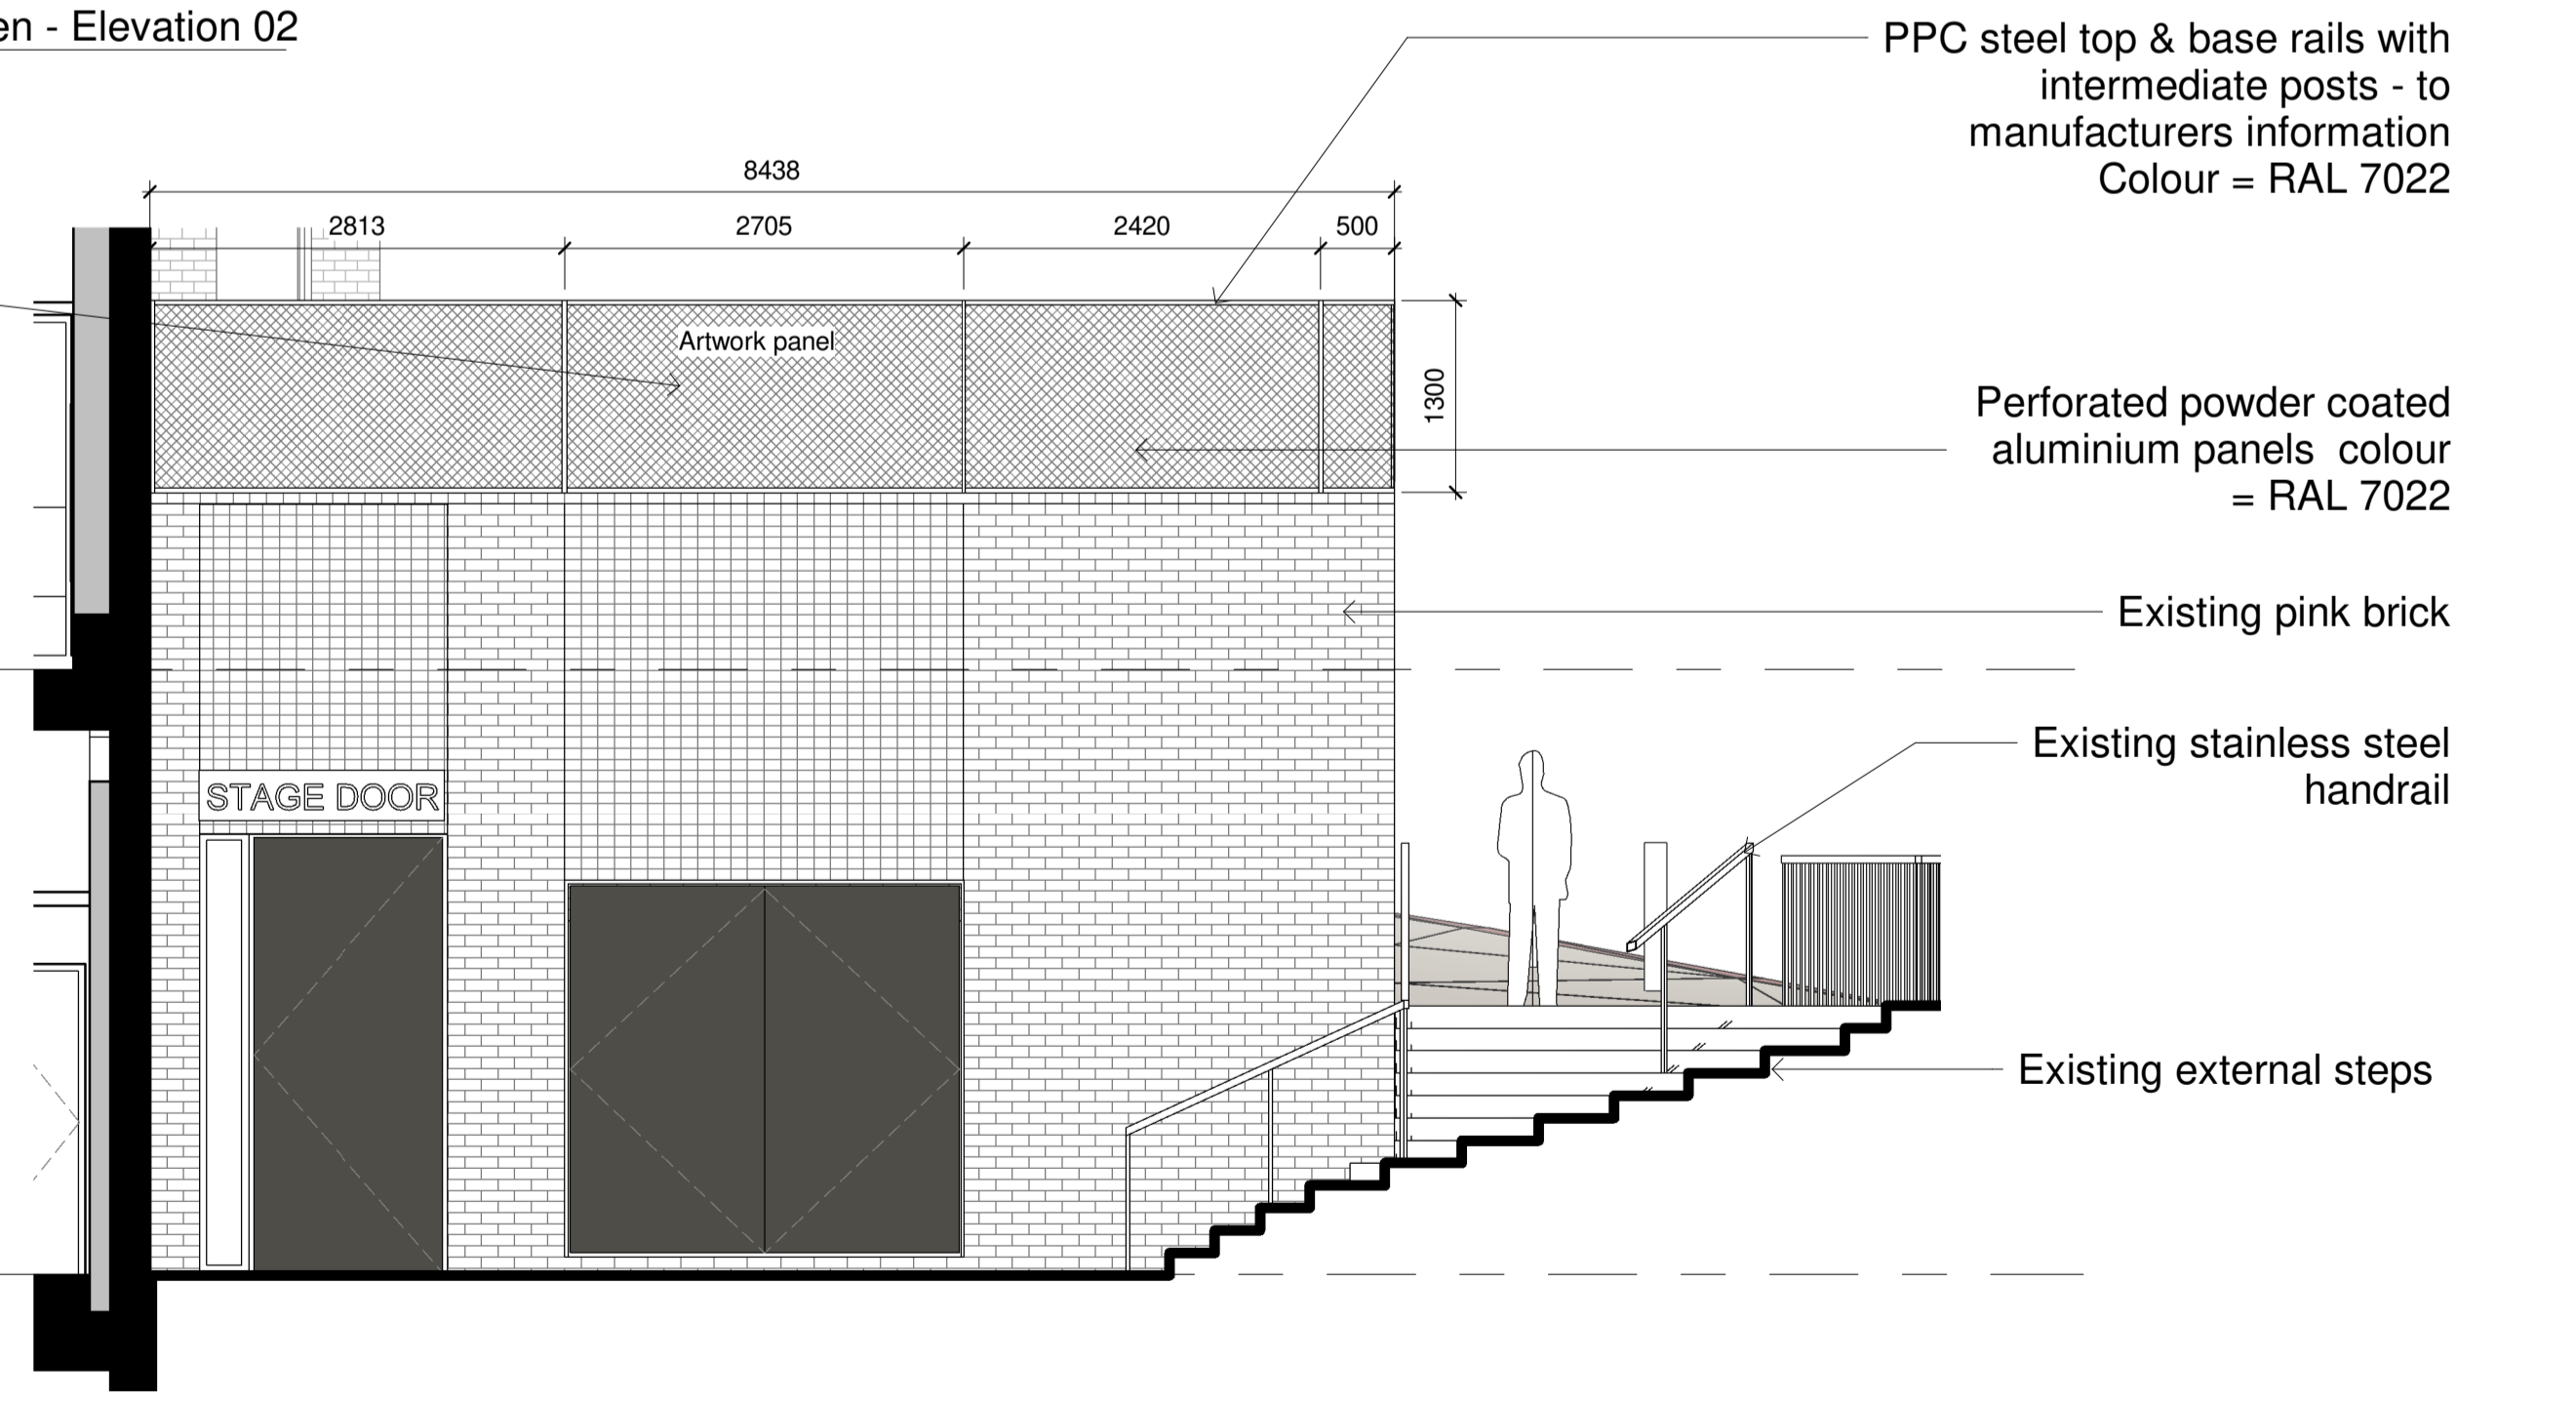 en - Elevation 02
PPC steel top & base rails with
intermediate posts - to
manufacturers information
Colour = RAL 7022
8438
2813 2705 2420 500
Artwork panel
1300
Perforated powder coated
aluminium panels colour
= RAL 7022
Existing pink brick
Existing stainless steel
handrail
STAGE DOOR
Existing external steps